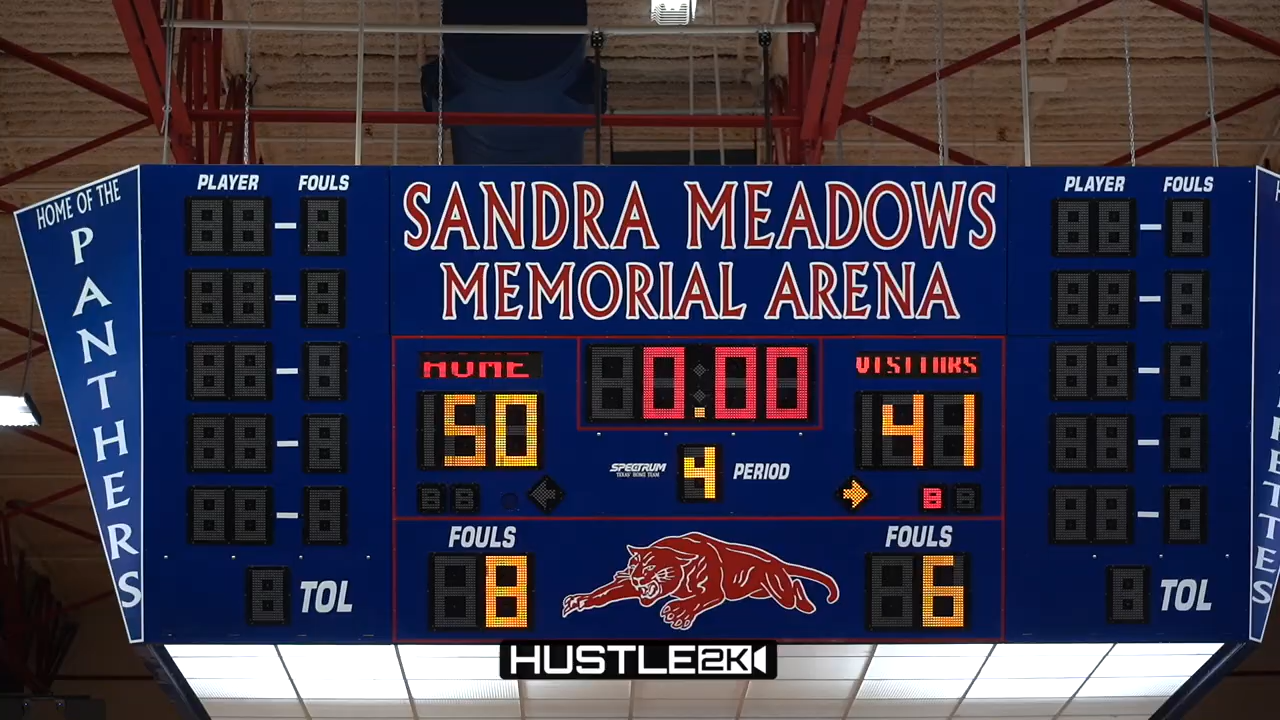 HOME OF THE
PANTHERS
PLAYER FOULS
SANDRA MEADOWS
MEMORIAL ARENA
PLAYER FOULS
HOME
0.00
VISITORS
50
41
SPECTRUM
4
PERIOD
B
FOULS
FOULS
8
6
TOL
TOL
HUSTLE2K